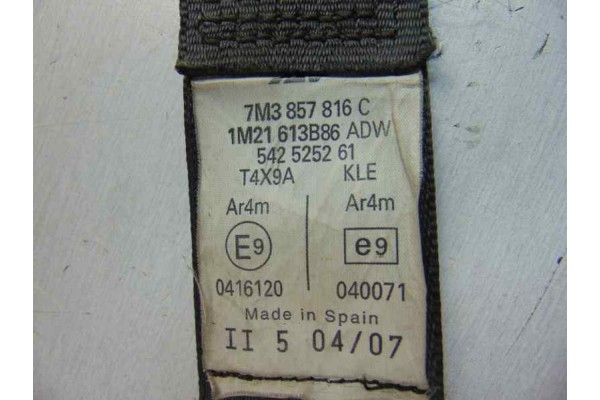 7M3 857 816 C
1M21 613B86 ADW
542 5252 61
T4X9A KLE
Ar4m Ar4m
E9 e9
0416120 040071
Made in Spain
II 5 04/07